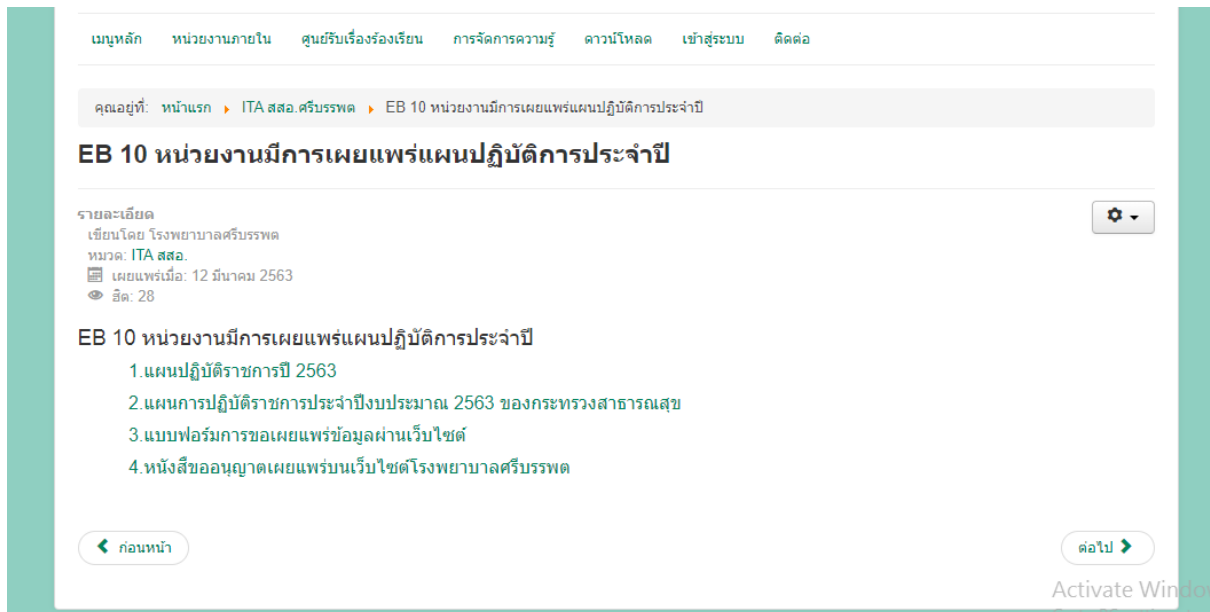 เมนูหลัก หน่วยงานภายใน ศูนย์รับเรื่องร้องเรียน การจัดการความรู้ ดาวน์โหลด เข้าสู่ระบบ ติดต่อ
คุณอยู่ที่: หน้าแรก ITA สสอ.ศรีบรรพต EB 10 หน่วยงานมีการเผยแพร่แผนปฏิบัติการประจำปี
EB 10 หน่วยงานมีการเผยแพร่แผนปฏิบัติการประจำปี
รายละเอียด
เขียนโดย โรงพยาบาลศรีบรรพต
หมวด: ITA สสอ.
เผยแพร่เมื่อ: 12 มีนาคม 2563
ฮิต: 28
EB 10 หน่วยงานมีการเผยแพร่แผนปฏิบัติการประจำปี
1.แผนปฏิบัติราชการปี 2563
2.แผนการปฏิบัติราชการประจำปีงบประมาณ 2563 ของกระทรวงสาธารณสุข
3.แบบฟอร์มการขอเผยแพร่ข้อมูลผ่านเว็บไซต์
4.หนังสืขออนุญาตเผยแพร่บนเว็บไซต์โรงพยาบาลศรีบรรพต
ก่อนหน้า ต่อไป
Activate Window